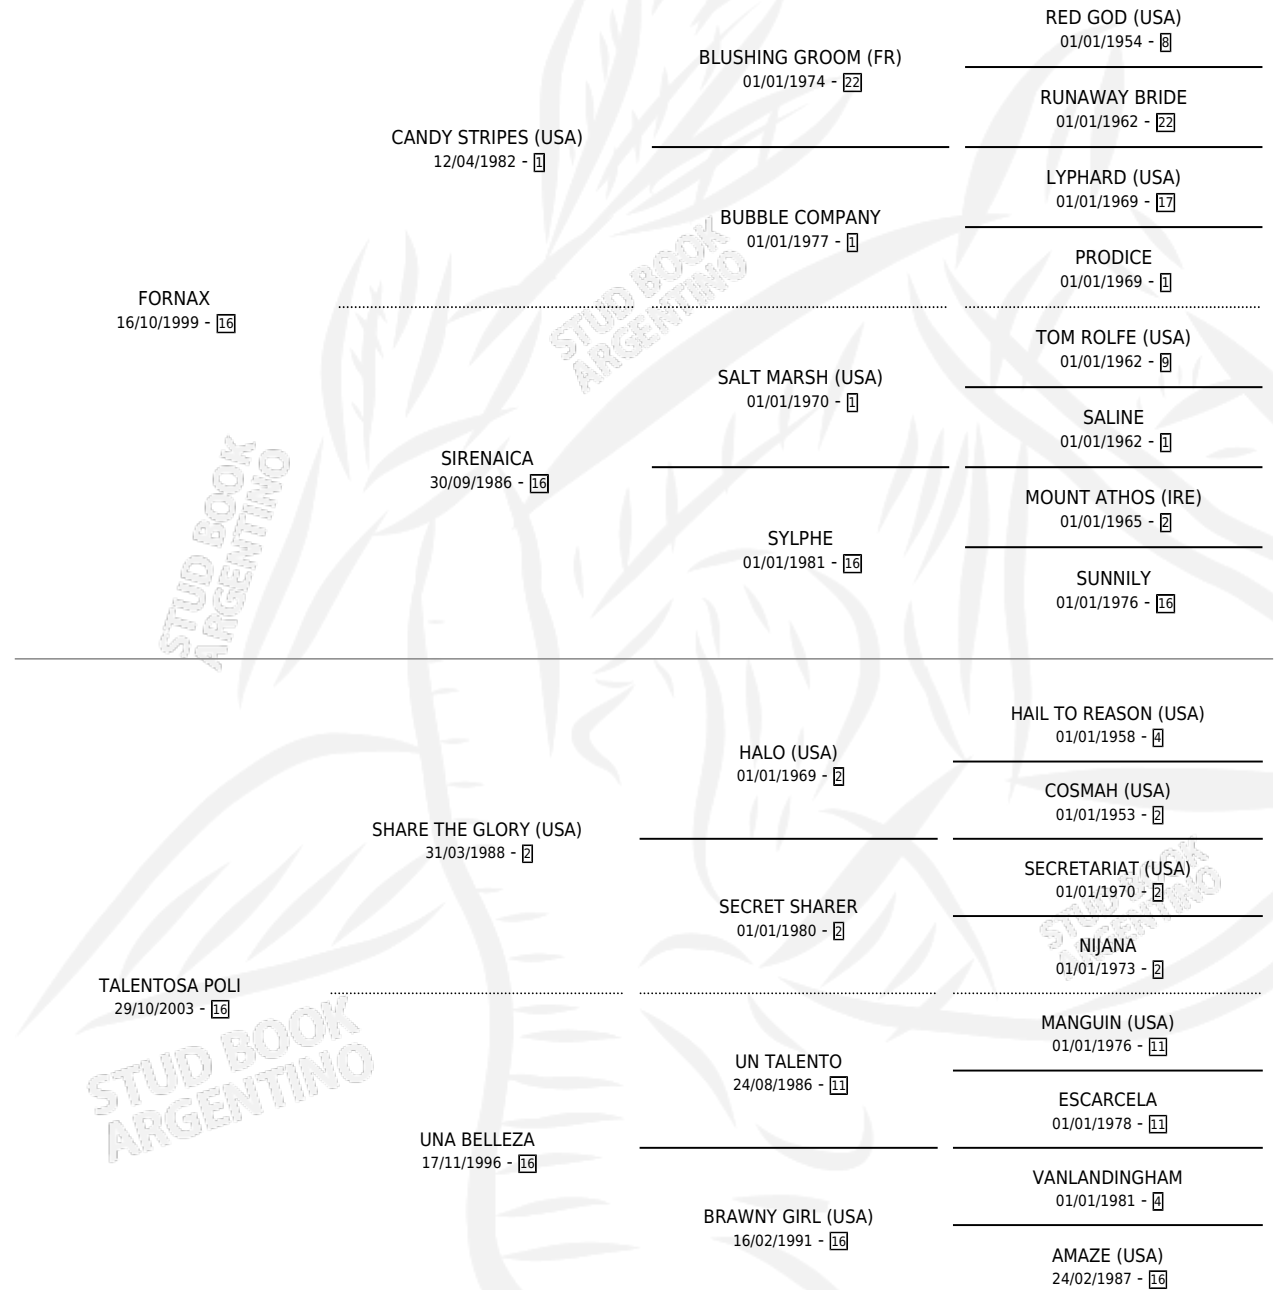 RED GOD (USA)
01/01/1954 - 8
BLUSHING GROOM (FR)
01/01/1974 - 22
RUNAWAY BRIDE
01/01/1962 - 22
CANDY STRIPES (USA)
12/04/1982 - 1
LYPHARD (USA)
01/01/1969 - 17
BUBBLE COMPANY
01/01/1977 - 1
PRODICE
01/01/1969 - 1
FORNAX
16/10/1999 - 16
STUD BOOK
ARGENTINO
TOM ROLFE (USA)
01/01/1962 - 9
SALT MARSH (USA)
01/01/1970 - 1
SALINE
01/01/1962 - 1
SIRENAICA
30/09/1986 - 16
MOUNT ATHOS (IRE)
01/01/1965 - 2
SYLPHE
01/01/1981 - 16
SUNNILY
01/01/1976 - 16
STUD BOOK
ARGENTINO
HAIL TO REASON (USA)
01/01/1958 - 4
HALO (USA)
01/01/1969 - 2
COSMAH (USA)
01/01/1953 - 2
SHARE THE GLORY (USA)
31/03/1988 - 2
SECRETARIAT (USA)
01/01/1970 - 2
SECRET SHARER
01/01/1980 - 2
STUD BOOK
ARGENTINO
NIJANA
01/01/1973 - 2
TALENTOSA POLI
29/10/2003 - 16
STUD BOOK
ARGENTINO
MANGUIN (USA)
01/01/1976 - 11
UN TALENTO
24/08/1986 - 11
ESCARCELA
01/01/1978 - 11
UNA BELLEZA
17/11/1996 - 16
VANLANDINGHAM
01/01/1981 - 4
BRAWNY GIRL (USA)
16/02/1991 - 16
AMAZE (USA)
24/02/1987 - 16